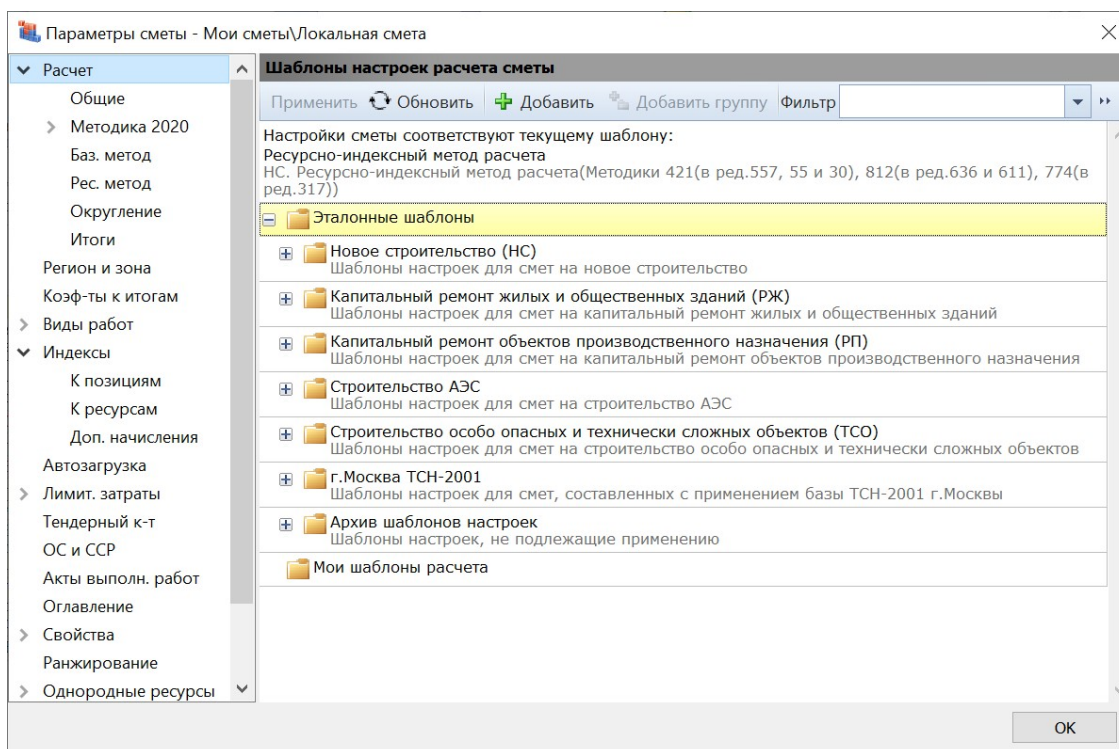 Параметры сметы - Мои сметы\Локальная смета
Расчет
Общие
Методика 2020
Баз. метод
Рес. метод
Округление
Итоги
Регион и зона
Коэф-ты к итогам
Виды работ
Индексы
К позициям
К ресурсам
Доп. начисления
Автозагрузка
Лимит. затраты
Тендерный к-т
ОС и ССР
Акты выполн. работ
Оглавление
Свойства
Ранжирование
Однородные ресурсы
Шаблоны настроек расчета сметы
Применить Обновить Добавить Добавить группу Фильтр
Настройки сметы соответствуют текущему шаблону:
Ресурсно-индексный метод расчета
НС. Ресурсно-индексный метод расчета(Методики 421(в ред.557, 55 и 30), 812(в ред.636 и 611), 774(в
ред.317))
Эталонные шаблоны
Новое строительство (НС)
Шаблоны настроек для смет на новое строительство
Капитальный ремонт жилых и общественных зданий (РЖ)
Шаблоны настроек для смет на капитальный ремонт жилых и общественных зданий
Капитальный ремонт объектов производственного назначения (РП)
Шаблоны настроек для смет на капитальный ремонт объектов производственного назначения
Строительство АЭС
Шаблоны настроек для смет на строительство АЭС
Строительство особо опасных и технически сложных объектов (ТСО)
Шаблоны настроек для смет на строительство особо опасных и технически сложных объектов
г.Москва ТСН-2001
Шаблоны настроек для смет, составленных с применением базы ТСН-2001 г.Москвы
Архив шаблонов настроек
Шаблоны настроек, не подлежащие применению
Мои шаблоны расчета
ОК